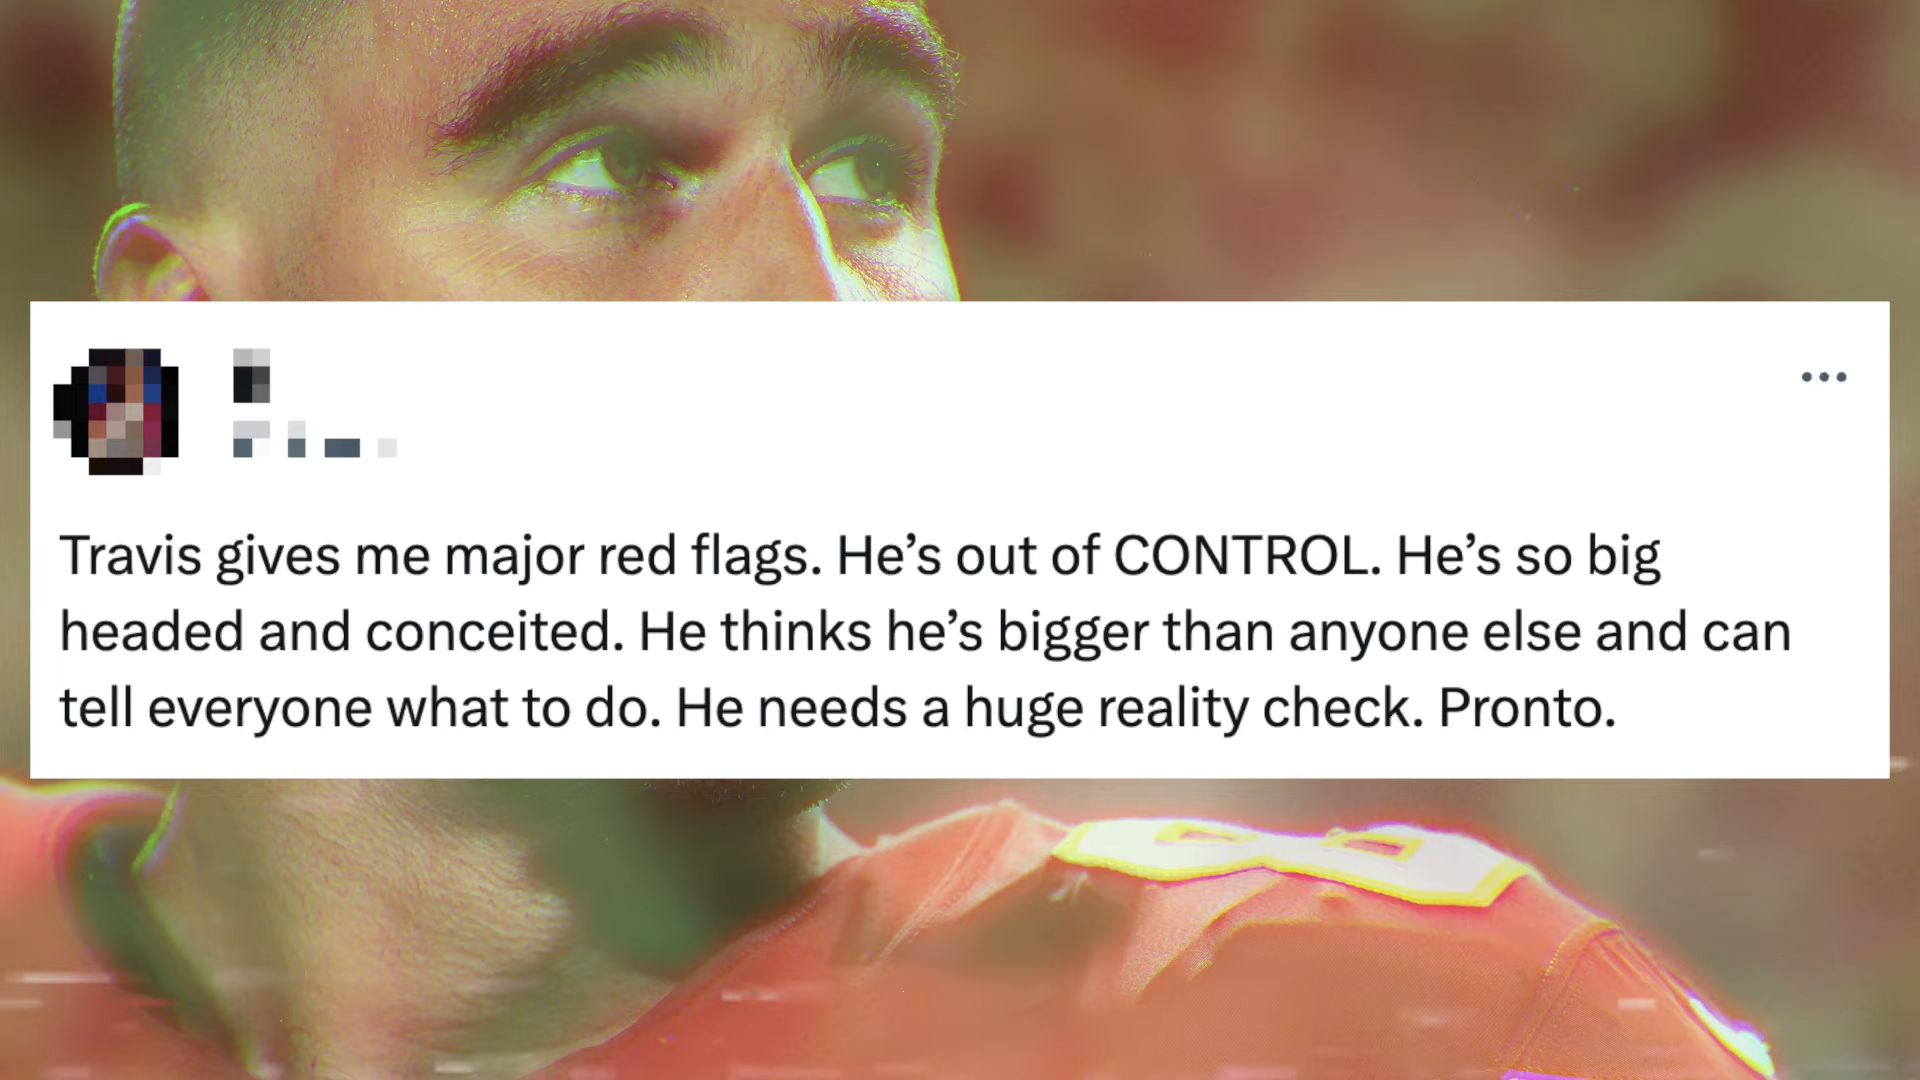 Travis gives me major red flags. He’s out of CONTROL. He’s so big
headed and conceited. He thinks he’s bigger than anyone else and can
tell everyone what to do. He needs a huge reality check. Pronto.